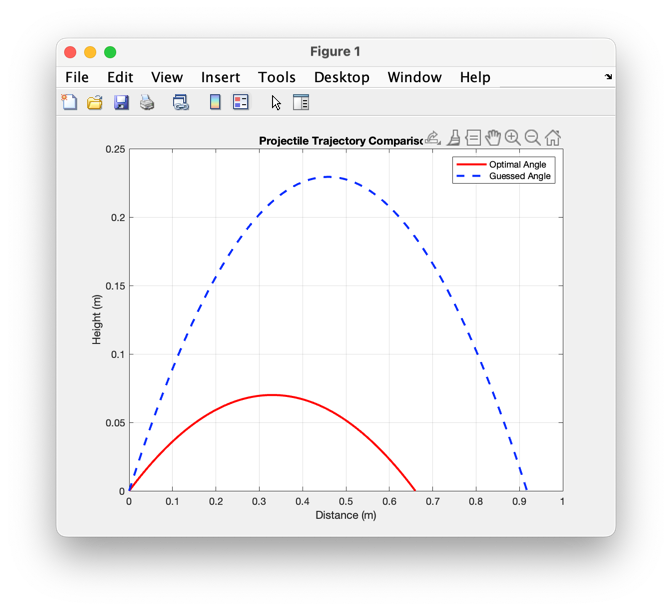 Figure 1
File Edit View Insert Tools Desktop Window Help
Projectile Trajectory Comparisc
Optimal Angle
Guessed Angle
0.25
0.2
0.15
0.1
0.05
0
Height (m)
0 0.1 0.2 0.3 0.4 0.5 0.6 0.7 0.8 0.9 1
Distance (m)